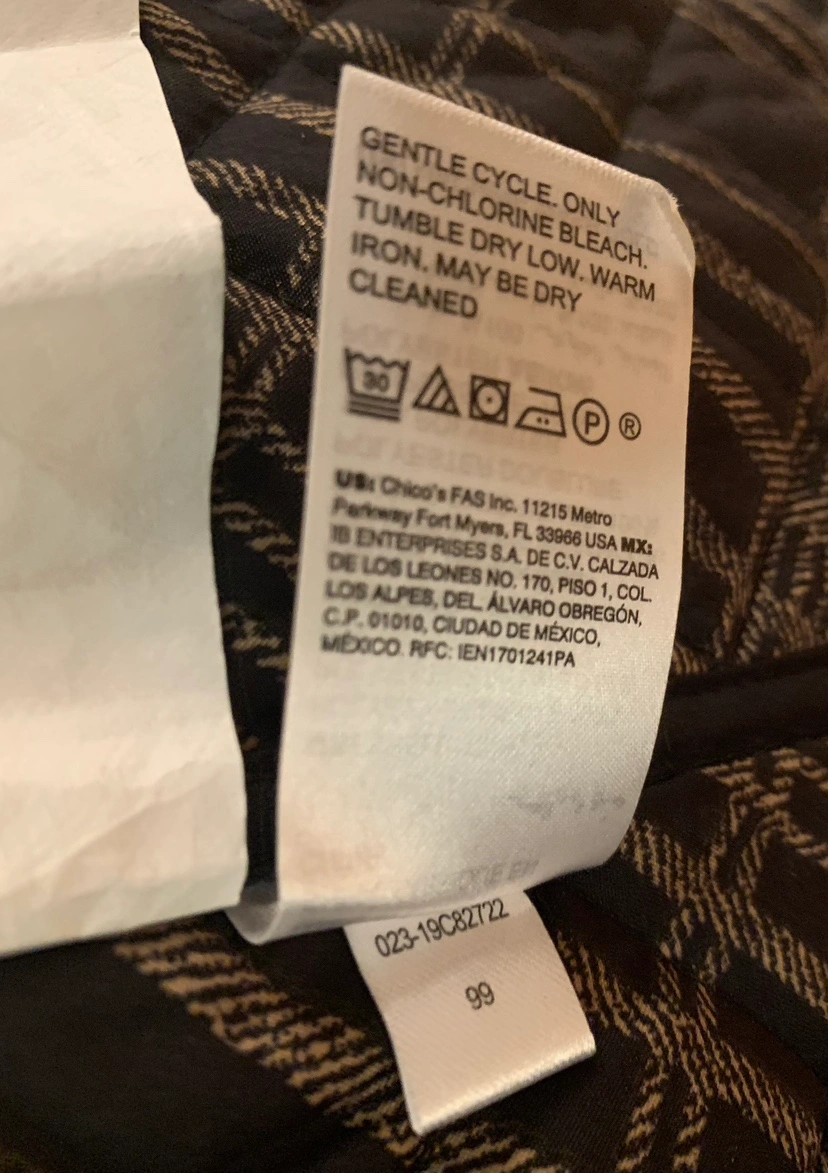 GENTLE CYCLE. ONLY
NON-CHLORINE BLEACH.
TUMBLE DRY LOW. WARM
IRON. MAY BE DRY
CLEANED
30 P ®
US: Chico's FAS Inc. 11215 Metro
Parkway Fort Myers, FL 33966 USA MX:
IB ENTERPRISES S.A. DE C.V. CALZADA
DE LOS LEONES NO. 170, PISO 1, COL.
LOS ALPES, DEL. ÁLVARO OBREGÓN,
C.P. 01010, CIUDAD DE MÉXICO,
MÉXICO. RFC: IEN1701241PA
023-19C82722
99